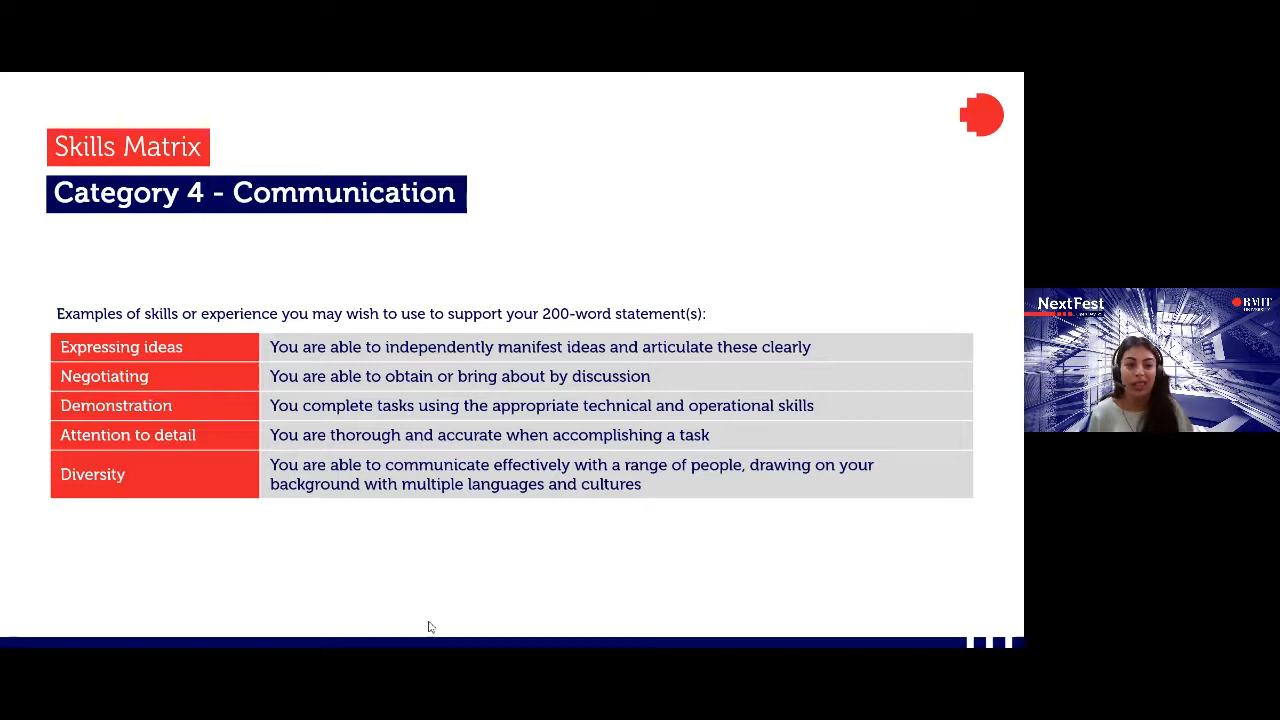 Skills Matrix
Category 4 - Communication
Examples of skills or experience you may wish to use to support your 200-word statement(s):
Expressing ideas
You are able to independently manifest ideas and articulate these clearly
Negotiating
You are able to obtain or bring about by discussion
Demonstration
You complete tasks using the appropriate technical and operational skills
Attention to detail
You are thorough and accurate when accomplishing a task
Diversity
You are able to communicate effectively with a range of people, drawing on your
background with multiple languages and cultures
NextFest
RMIT
UNIVERSITY